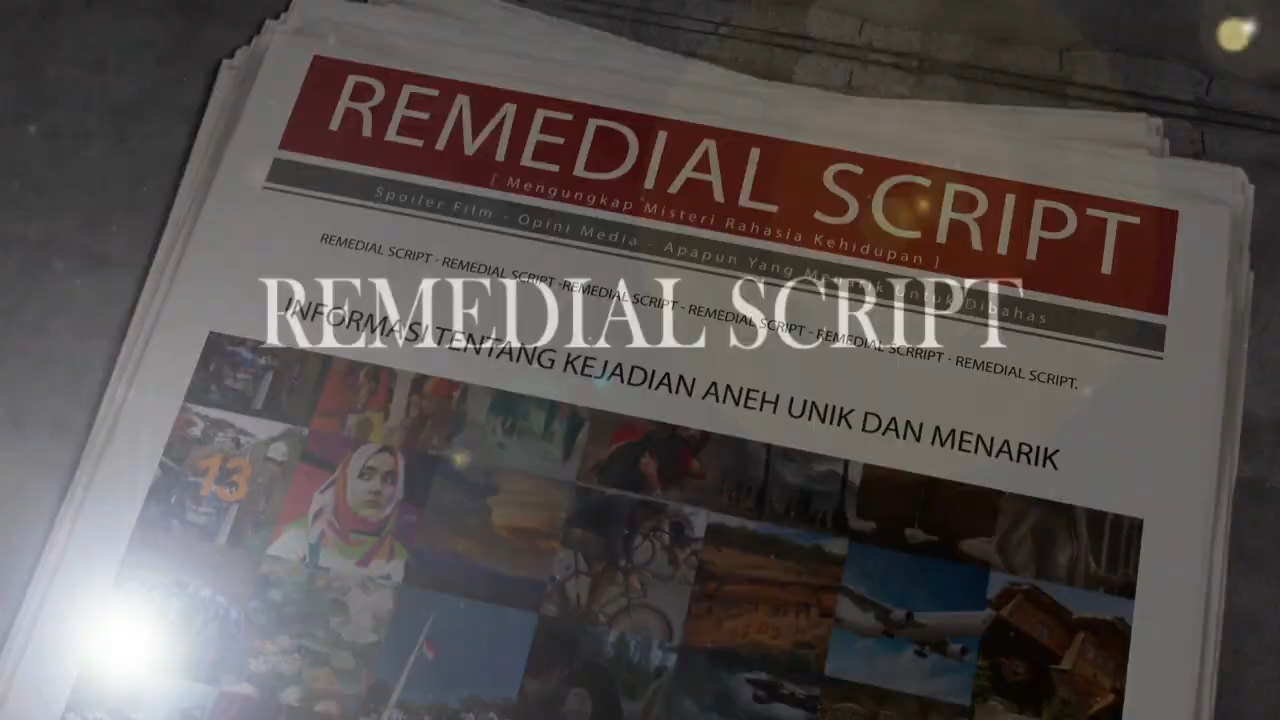 REMEDIAL SCRIPT
[ Mengungkap Misteri Rahasia Kehidupan ]
Spoiler Film - Opini Media - Apapun Yang Menarik Untuk Dibahas
REMEDIAL SCRIPT - REMEDIAL SCRIPT -REMEDIAL SCRIPT - REMEDIAL SCRIPT - REMEDIAL SCRRIPT - REMEDIAL SCRIPT.
REMEDIAL SCRIPT
INFORMASI TENTANG KEJADIAN ANEH UNIK DAN MENARIK
13